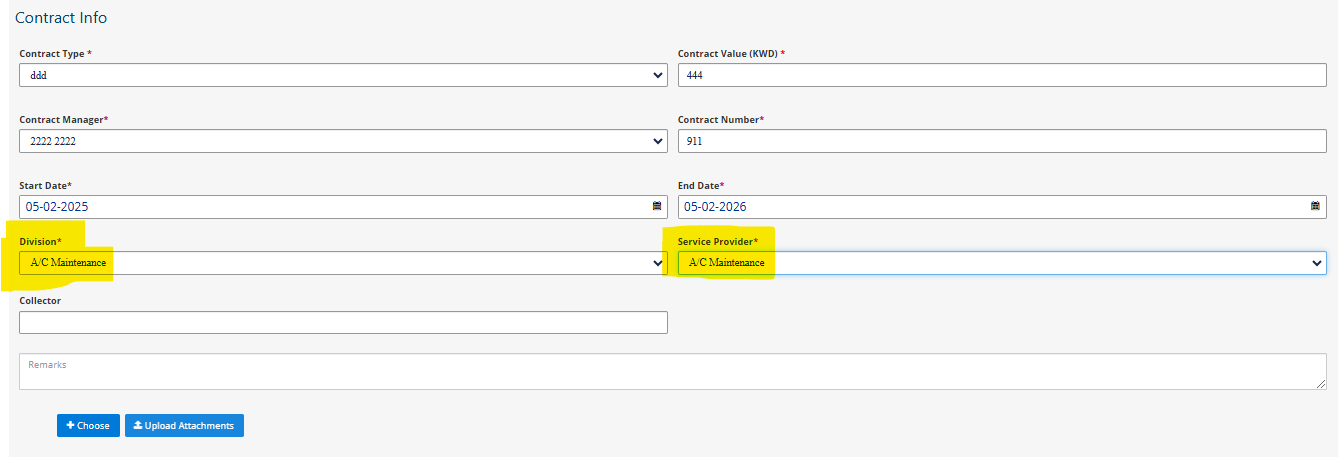 Contract Info
Contract Type *
Contract Value (KWD) *
ddd
444
Contract Manager*
Contract Number*
2222 2222
911
Start Date*
End Date*
05-02-2025
05-02-2026
Division*
Service Provider*
A/C Maintenance
A/C Maintenance
Collector
Remarks
Choose
Upload Attachments